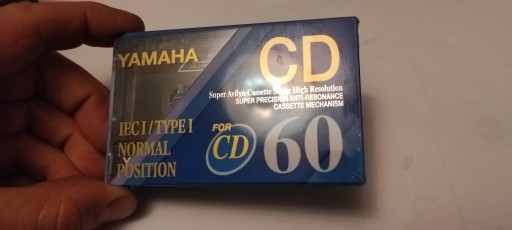 YAMAHA
CD
Super Avilyn Cassette Super High Resolution
SUPER PRECISION ANTI-RESONANCE
CASSETTE MECHANISM
IEC I / TYPE I
NORMAL
POSITION
FOR
CD
60